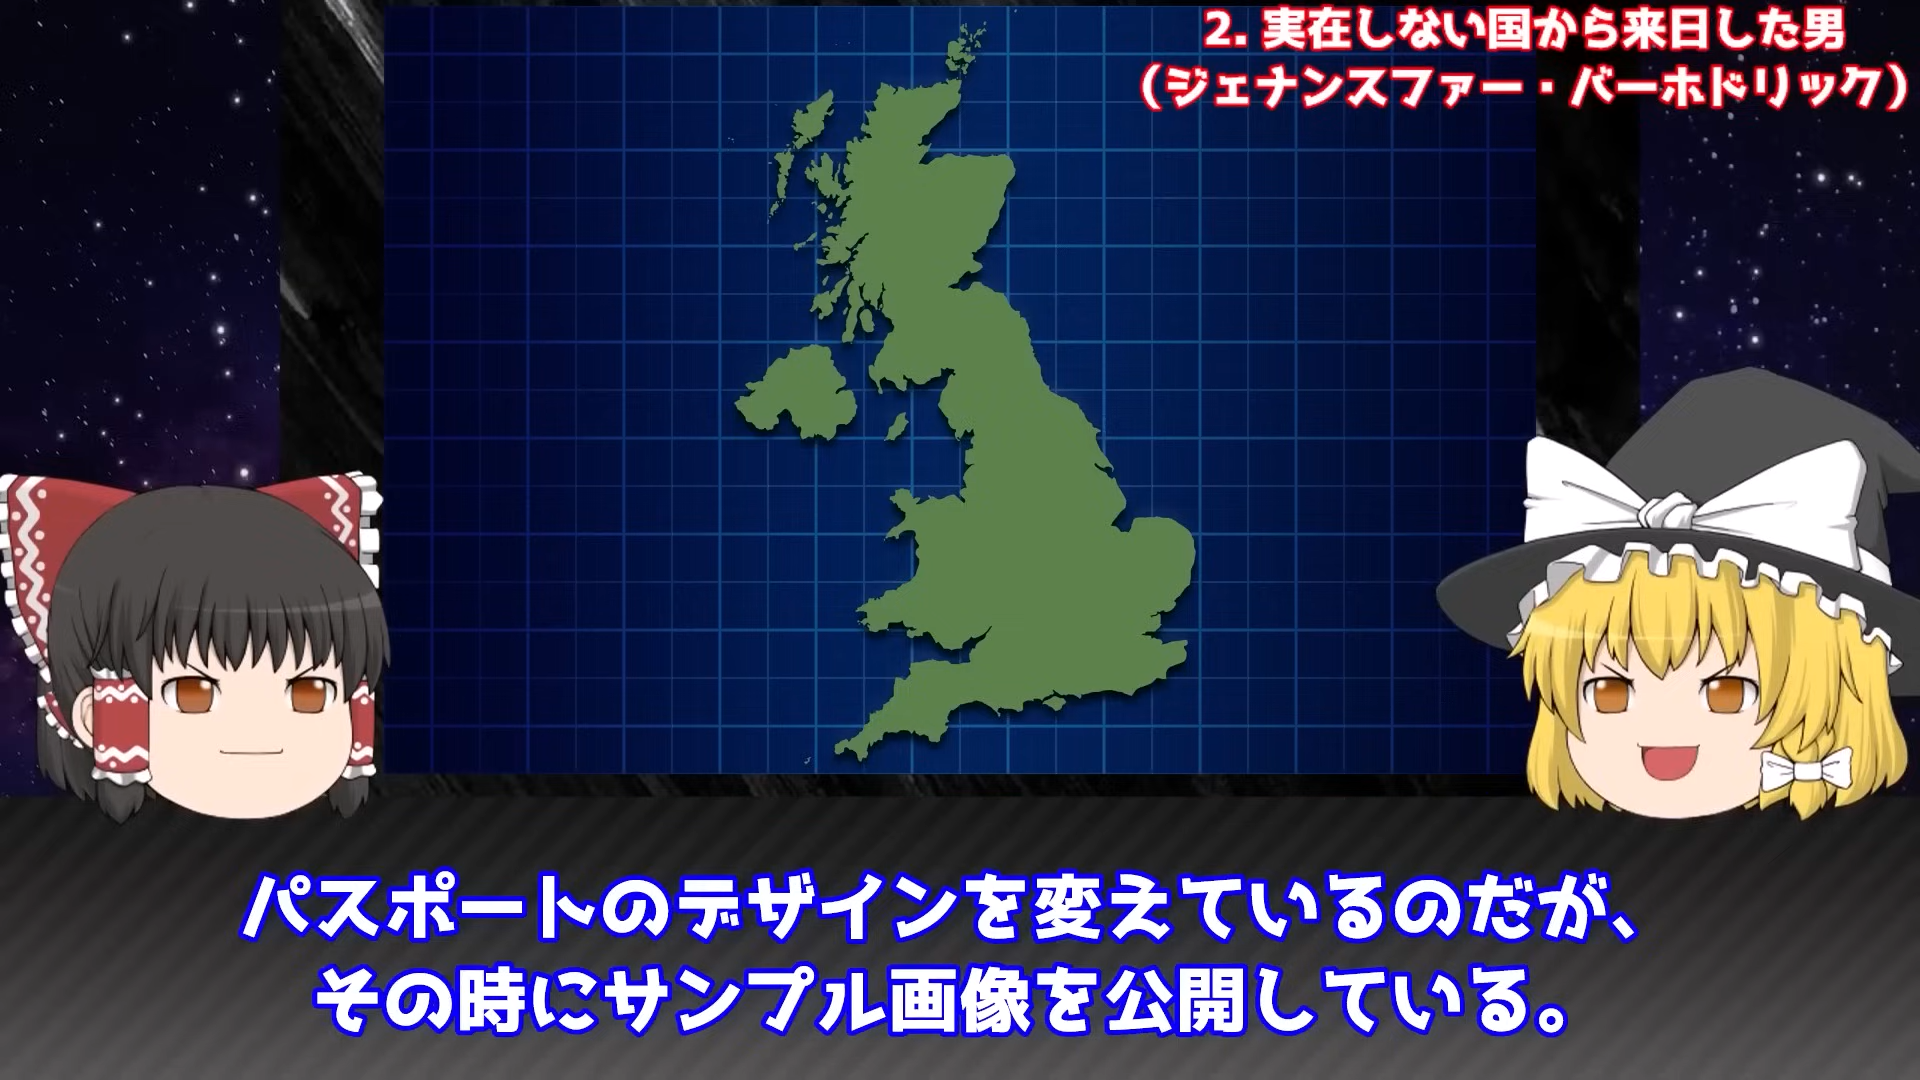 2. 実在しない国から来日した男
（ジェナンスファー・バーホドリック）
パスポートのデザインを変えているのだが、
その時にサンプル画像を公開している。